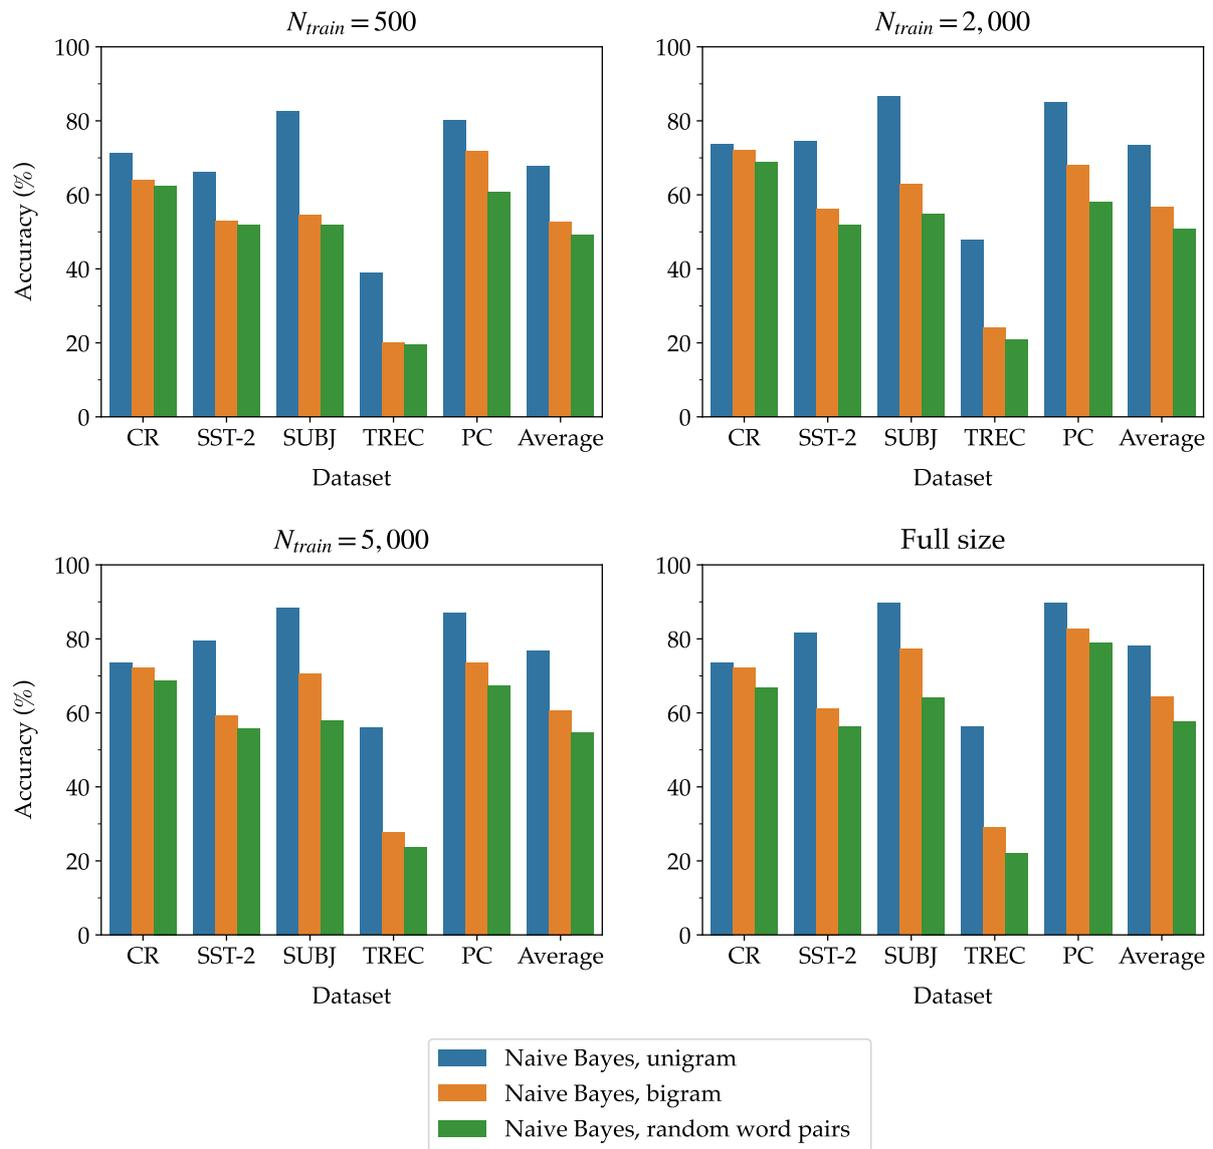 N_train = 500
100
80
60
40
20
0
Accuracy (%)
CR SST-2 SUBJ TREC PC Average
Dataset
N_train = 2,000
100
80
60
40
20
0
CR SST-2 SUBJ TREC PC Average
Dataset
N_train = 5,000
100
80
60
40
20
0
Accuracy (%)
CR SST-2 SUBJ TREC PC Average
Dataset
Full size
100
80
60
40
20
0
CR SST-2 SUBJ TREC PC Average
Dataset
Naive Bayes, unigram
Naive Bayes, bigram
Naive Bayes, random word pairs